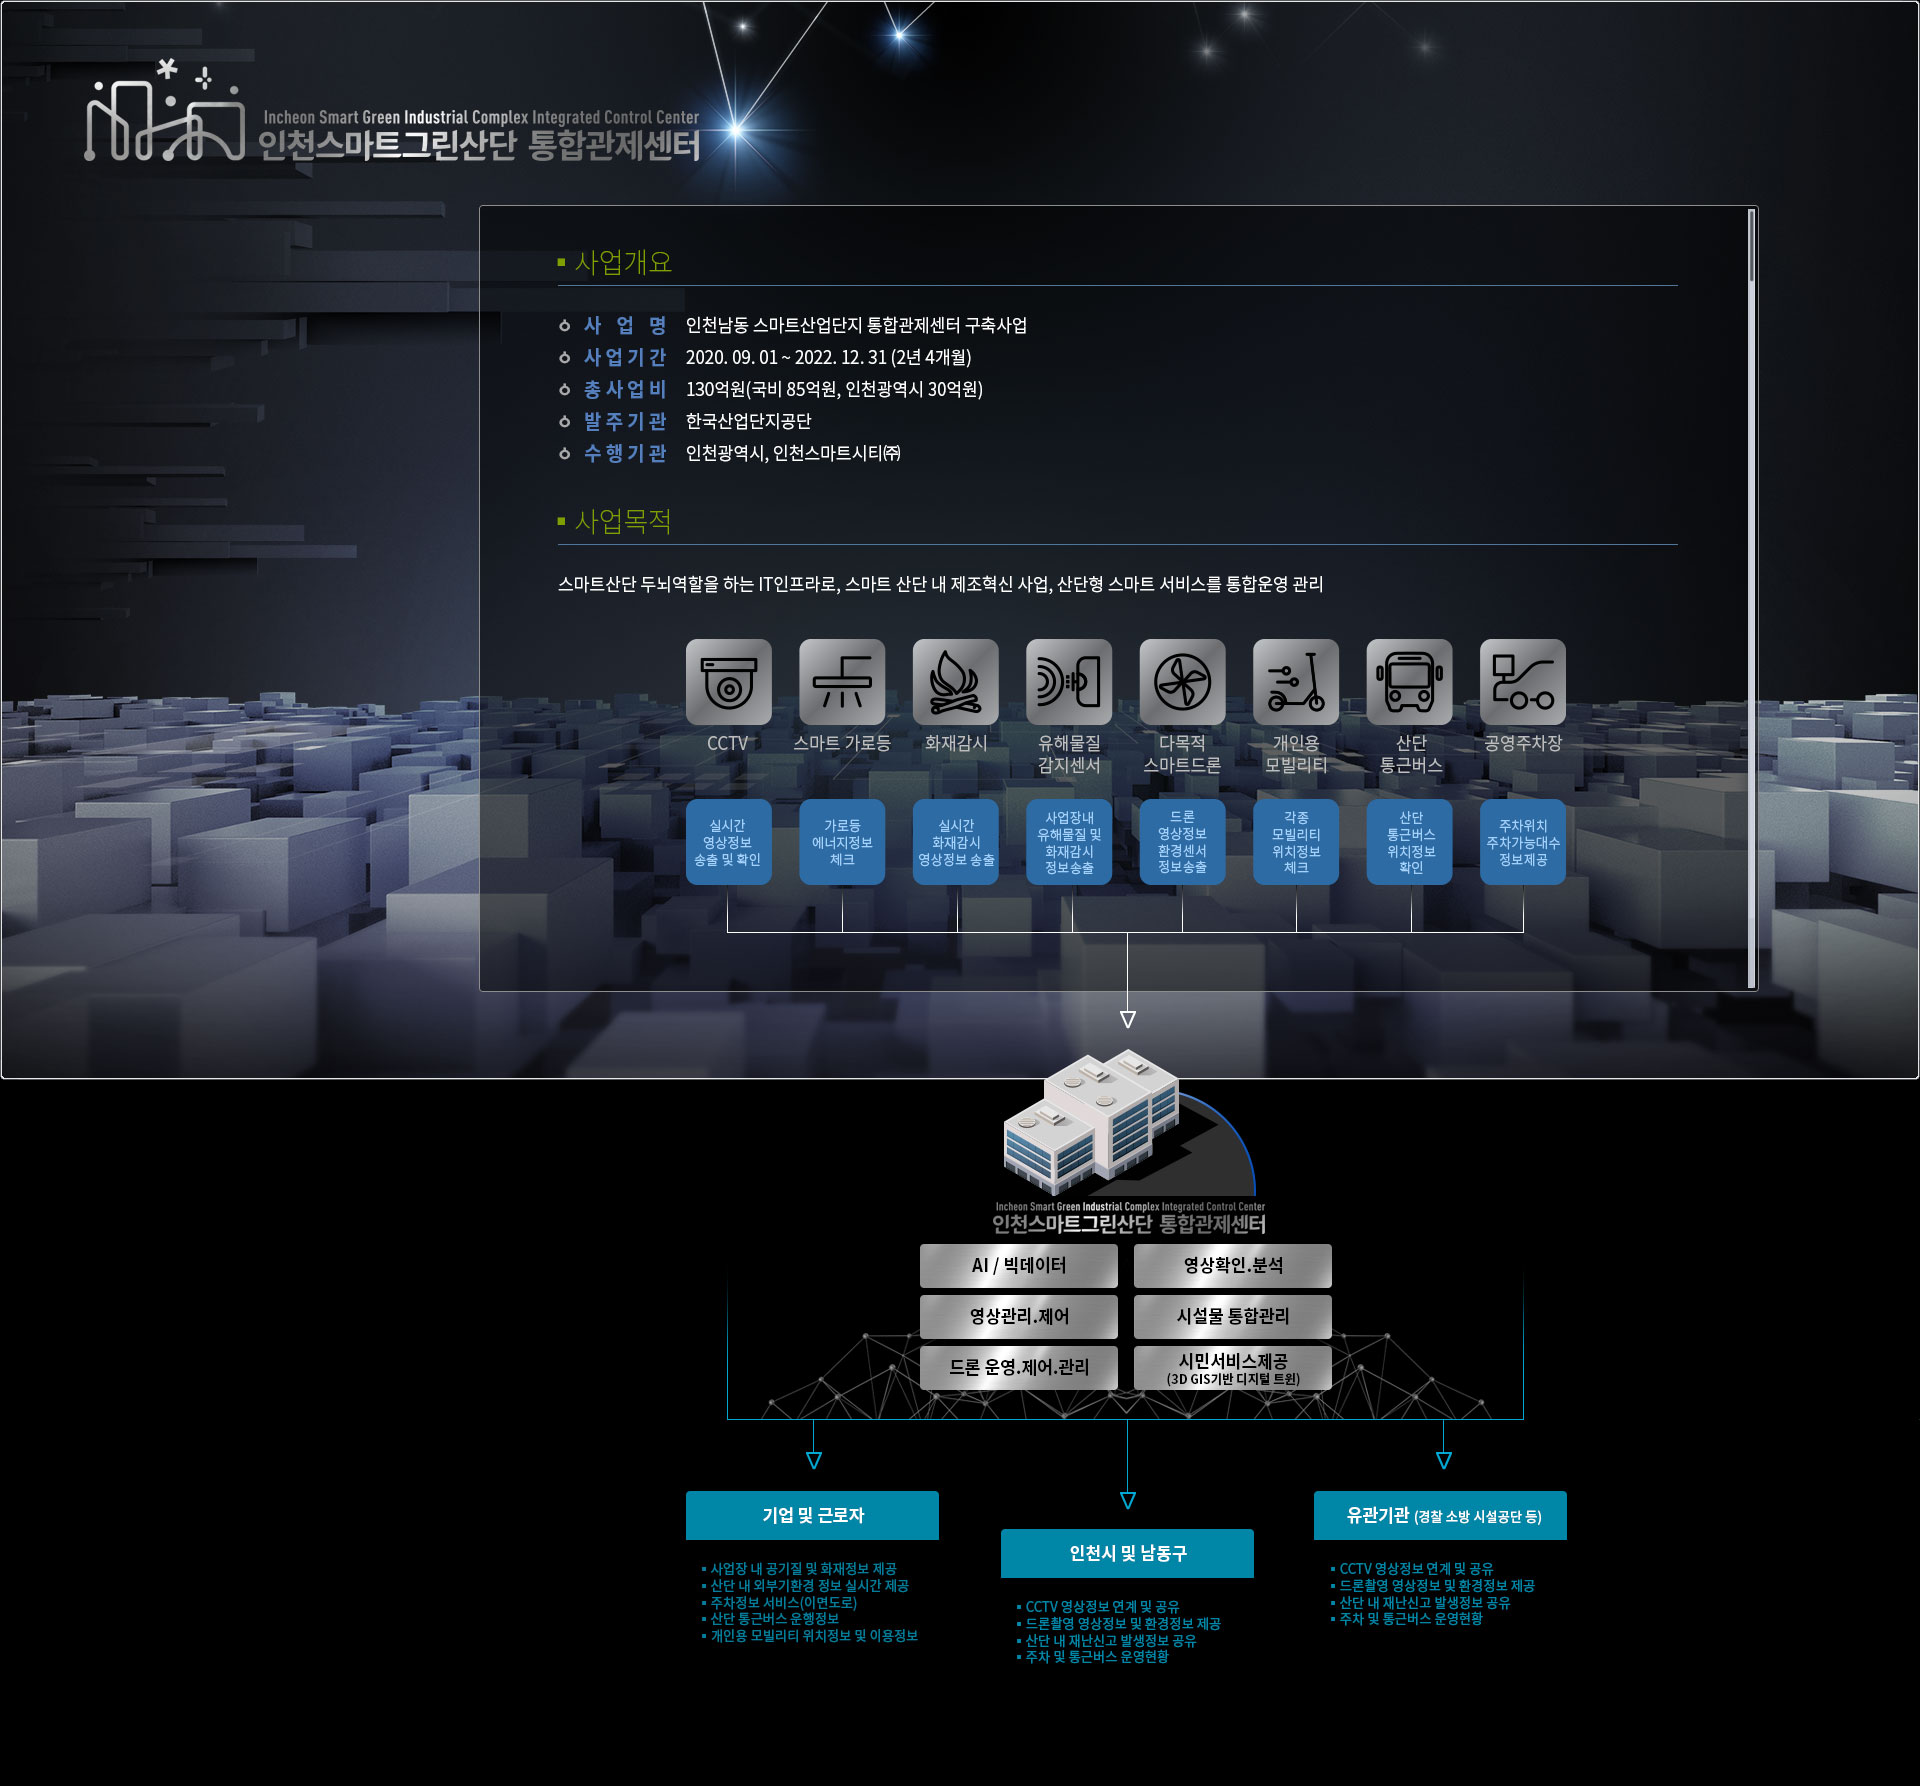 Incheon Smart Green Industrial Complex Integrated Control Center
인천스마트그린산단 통합관제센터
사업개요
사 업 명 인천남동 스마트산업단지 통합관제센터 구축사업
사업기간 2020. 09. 01 ~ 2022. 12. 31 (2년 4개월)
총사업비 130억원(국비 85억원, 인천광역시 30억원)
발주기관 한국산업단지공단
수행기관 인천광역시, 인천스마트시티㈜
사업목적
스마트산단 두뇌역할을 하는 IT인프라로, 스마트 산단 내 제조혁신 사업, 산단형 스마트 서비스를 통합운영 관리
CCTV
스마트 가로등
화재감시
유해물질
감지센서
다목적
스마트드론
개인용
모빌리티
산단
통근버스
공영주차장
실시간
영상정보
송출 및 확인
가로등
에너지정보
체크
실시간
화재감시
영상정보 송출
사업장내
유해물질 및
화재감시
정보송출
드론
영상정보
환경센서
정보송출
각종
모빌리티
위치정보
체크
산단
통근버스
위치정보
확인
주차위치
주차가능대수
정보제공
Incheon Smart Green Industrial Complex Integrated Control Center
인천스마트그린산단 통합관제센터
AI / 빅데이터
영상확인.분석
영상관리.제어
시설물 통합관리
드론 운영.제어.관리
시민서비스제공
(3D GIS기반 디지털 트윈)
기업 및 근로자
사업장 내 공기질 및 화재정보 제공
산단 내 외부기환경 정보 실시간 제공
주차정보 서비스(이면도로)
산단 통근버스 운행정보
개인용 모빌리티 위치정보 및 이용정보
인천시 및 남동구
CCTV 영상정보 연계 및 공유
드론촬영 영상정보 및 환경정보 제공
산단 내 재난신고 발생정보 공유
주차 및 통근버스 운영현황
유관기관 (경찰 소방 시설공단 등)
CCTV 영상정보 연계 및 공유
드론촬영 영상정보 및 환경정보 제공
산단 내 재난신고 발생정보 공유
주차 및 통근버스 운영현황